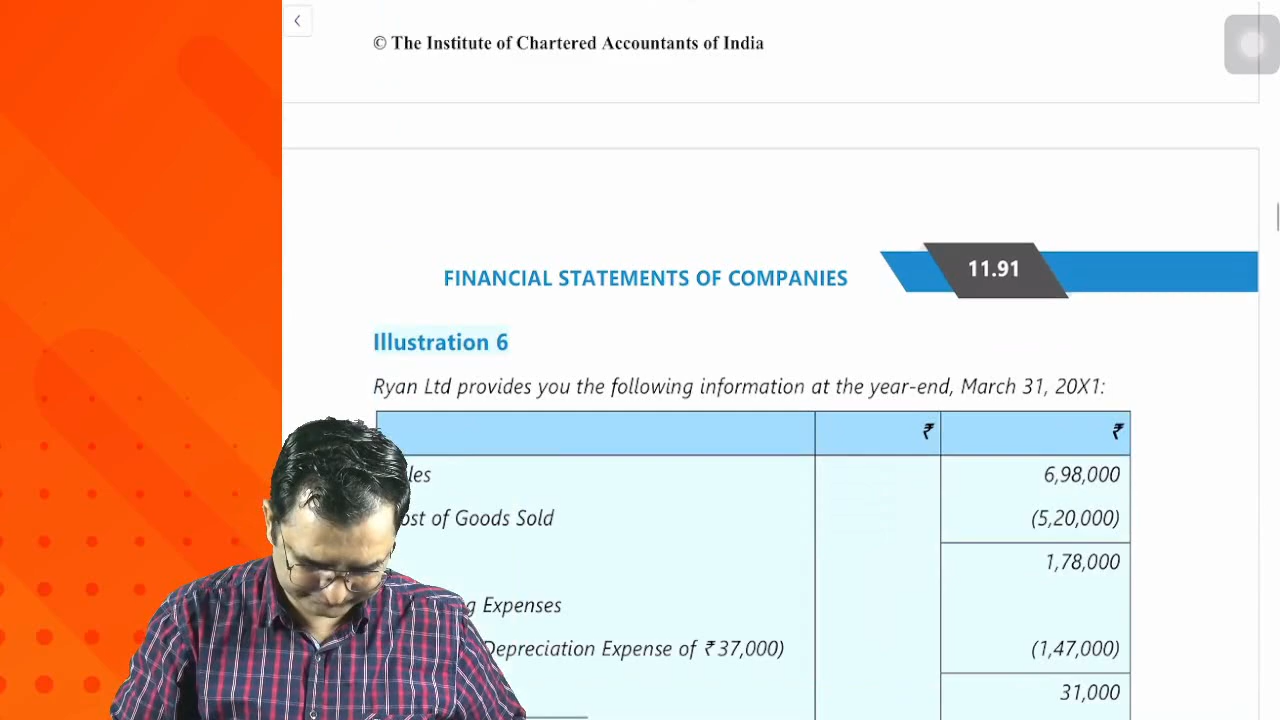 © The Institute of Chartered Accountants of India
FINANCIAL STATEMENTS OF COMPANIES 11.91
Illustration 6
Ryan Ltd provides you the following information at the year-end, March 31, 20X1:
₹ ₹
les 6,98,000
ost of Goods Sold (5,20,000)
1,78,000
g Expenses
Depreciation Expense of ₹ 37,000) (1,47,000)
31,000